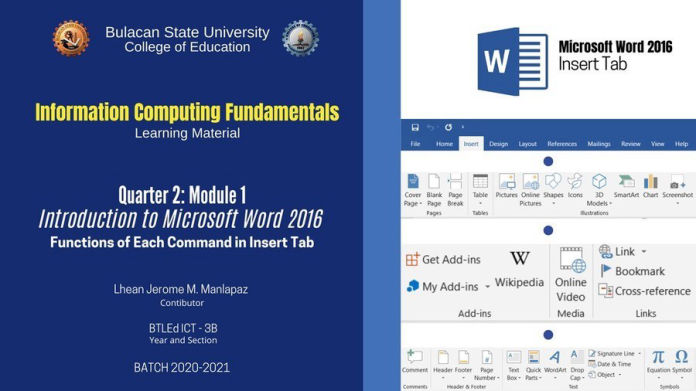 Bulacan State University
College of Education
Information Computing Fundamentals
Learning Material
Quarter 2: Module 1
Introduction to Microsoft Word 2016
Functions of Each Command in Insert Tab
Lhean Jerome M. Manlapaz
Contibutor
BTLEd ICT - 3B
Year and Section
BATCH 2020-2021
W
Microsoft Word 2016
Insert Tab
File Home Insert Design Layout References Mailings Review View Help
Cover Blank Page Table Pictures Online Shapes Icons 3D SmartArt Chart Screenshot
Page Page Break Pictures Models
Pages Tables Illustrations
Get Add-ins W Link
My Add-ins Wikipedia Online Bookmark
Video Cross-reference
Add-ins Media Links
Comment Header Footer Page Text Quick WordArt Drop Signature Line Equation Symbol
Number Box Parts Cap Date & Time
Object
Comments Header & Footer Text Symbols